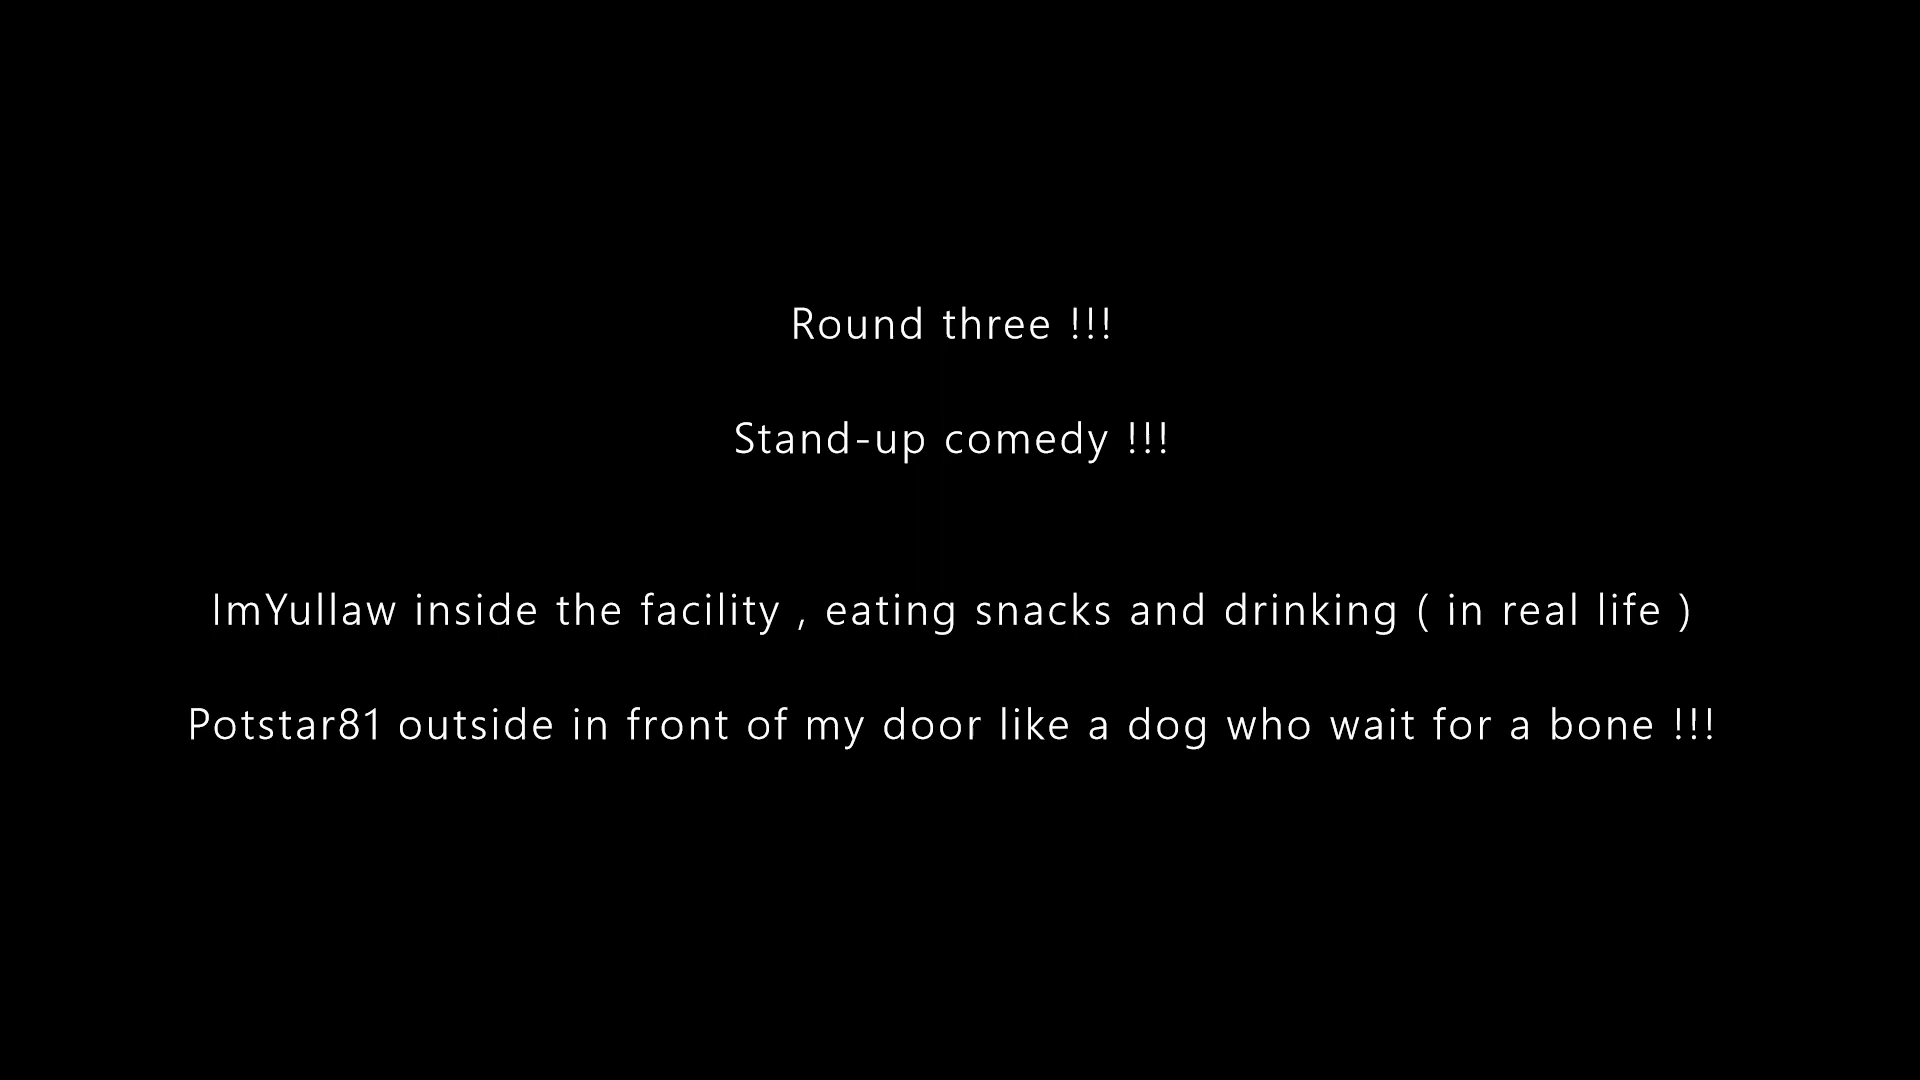 Round three !!!
Stand-up comedy !!!
ImYullaw inside the facility , eating snacks and drinking ( in real life )
Potstar81 outside in front of my door like a dog who wait for a bone !!!